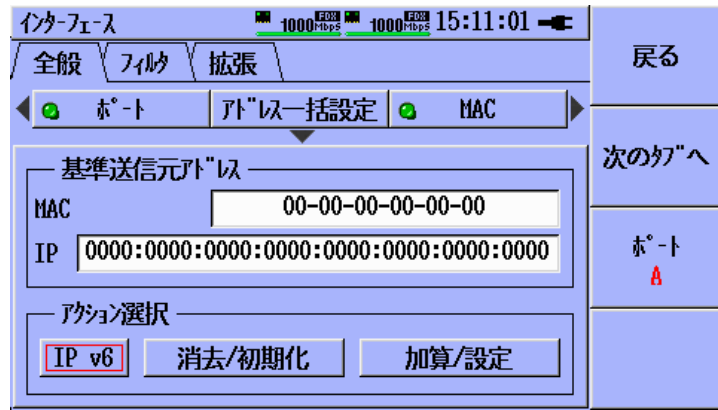 ｲﾝﾀｰﾌｪｰｽ 1000Mbps FDX 1000Mbps FDX 15:11:01
全般 ﾌｨﾙﾀ 拡張
ﾎﾟｰﾄ ｱﾄﾞﾚｽ一括設定 MAC
基準送信元ｱﾄﾞﾚｽ
MAC 00-00-00-00-00-00
IP 0000:0000:0000:0000:0000:0000:0000:0000
ｱｸｼｮﾝ選択
IP v6 消去/初期化 加算/設定
戻る
次のﾀﾌﾞへ
ﾎﾟｰﾄ
A